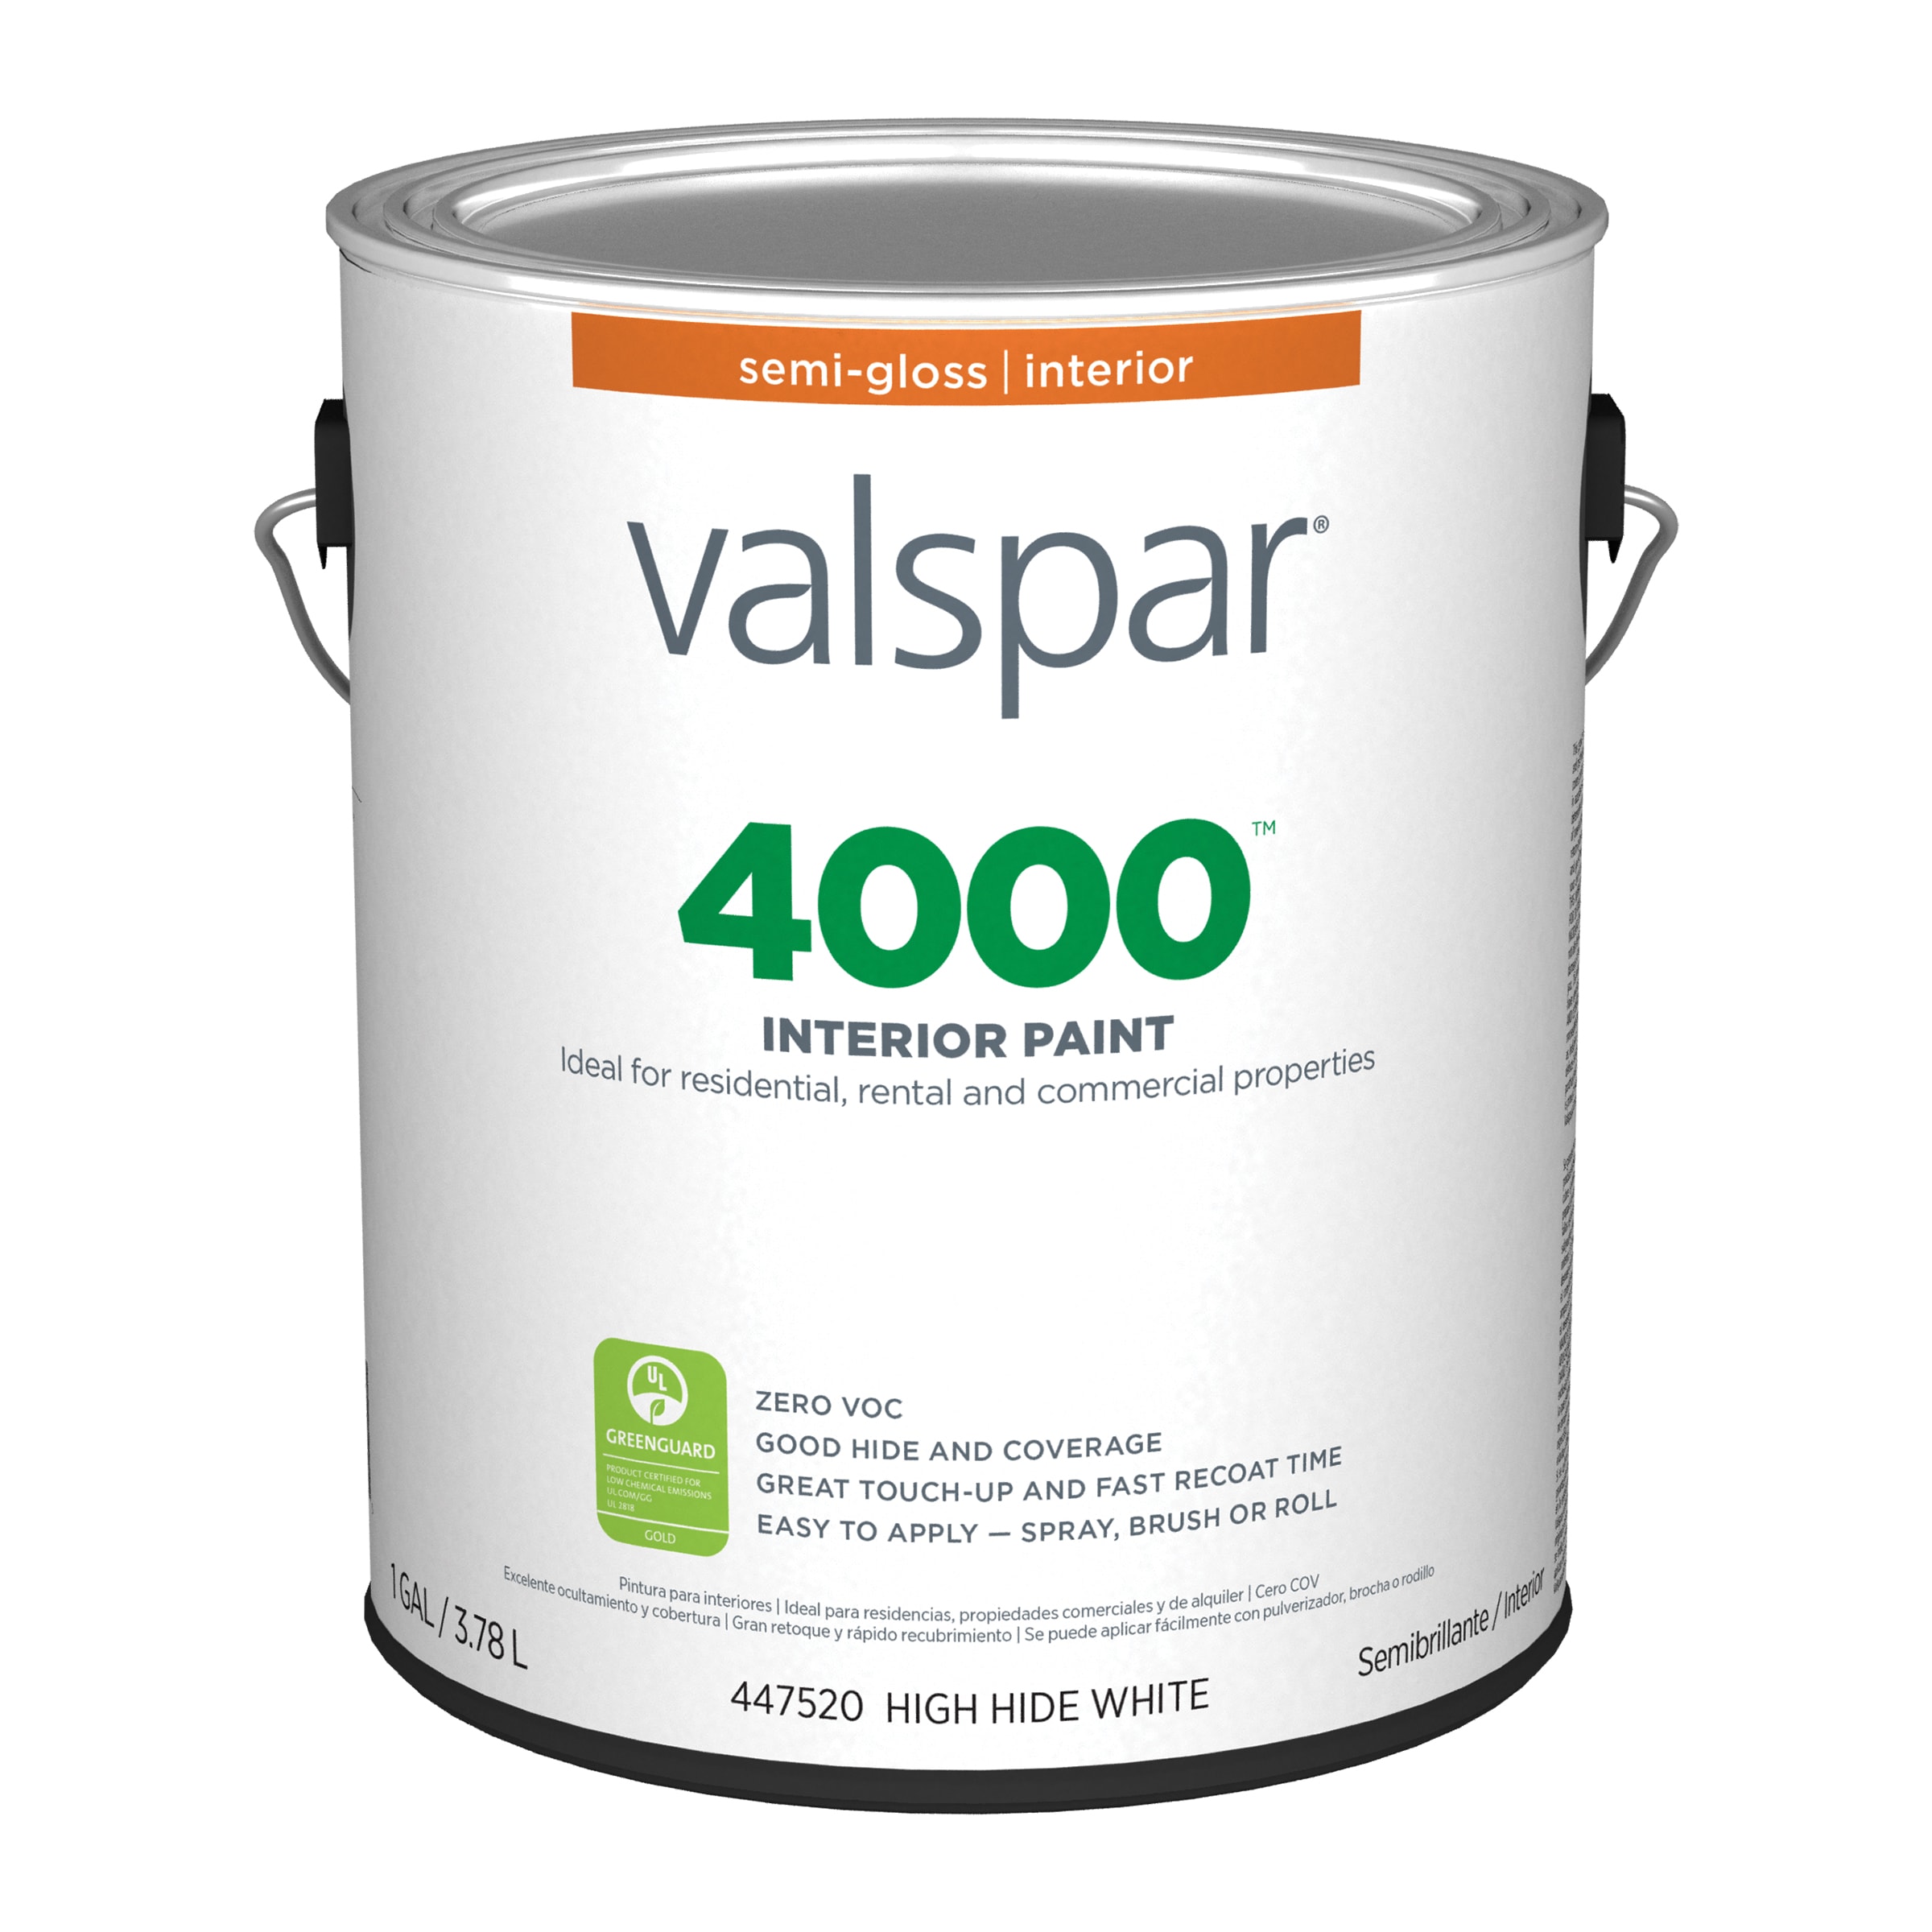 semi-gloss | interior
valspar®
4000™
INTERIOR PAINT
Ideal for residential, rental and commercial properties
UL
GREENGUARD
PRODUCT CERTIFIED FOR
LOW CHEMICAL EMISSIONS
UL.COM/GG
UL 2818
GOLD
ZERO VOC
GOOD HIDE AND COVERAGE
GREAT TOUCH-UP AND FAST RECOAT TIME
EASY TO APPLY — SPRAY, BRUSH OR ROLL
Pintura para interiores | Ideal para residencias, propiedades comerciales y de alquiler | Cero COV
Excelente ocultamiento y cobertura | Gran retoque y rápido recubrimiento | Se puede aplicar fácilmente con pulverizador, brocha o rodillo
1 GAL / 3.78 L
447520 HIGH HIDE WHITE
Semibrillante / Interior